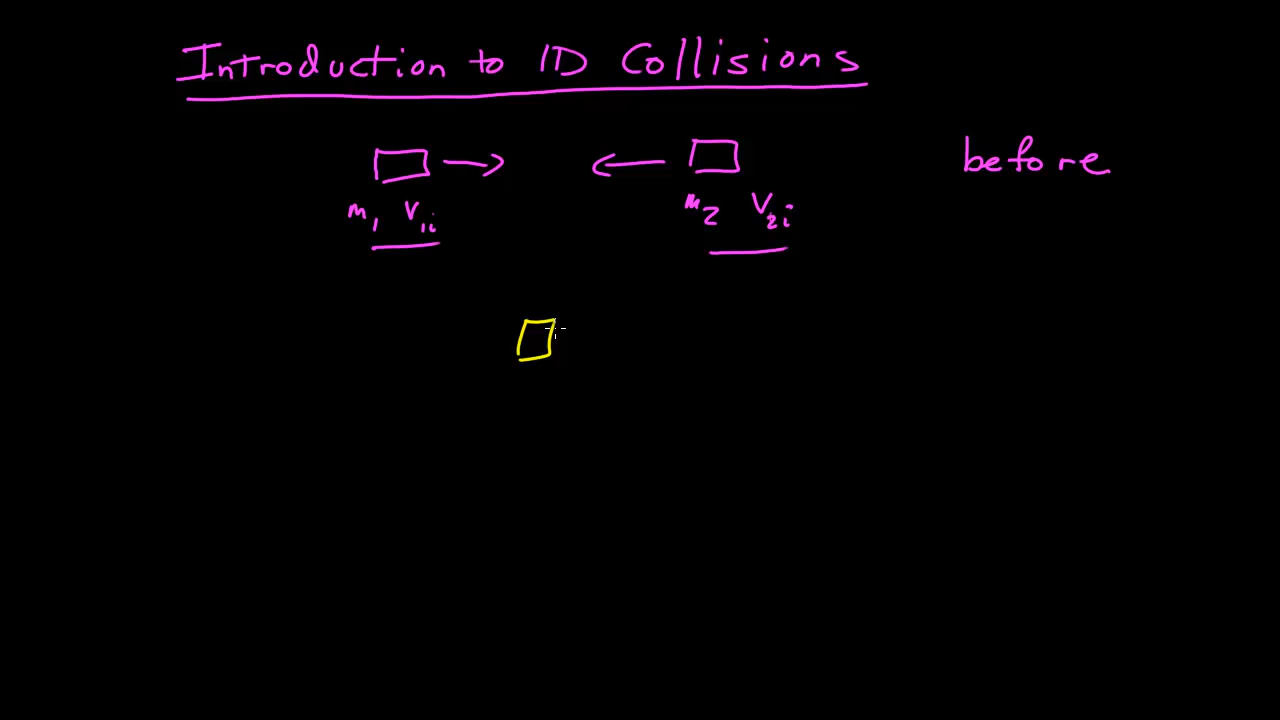 Introduction to 1D Collisions
before
m₁ v₁ᵢ m₂ v₂ᵢ